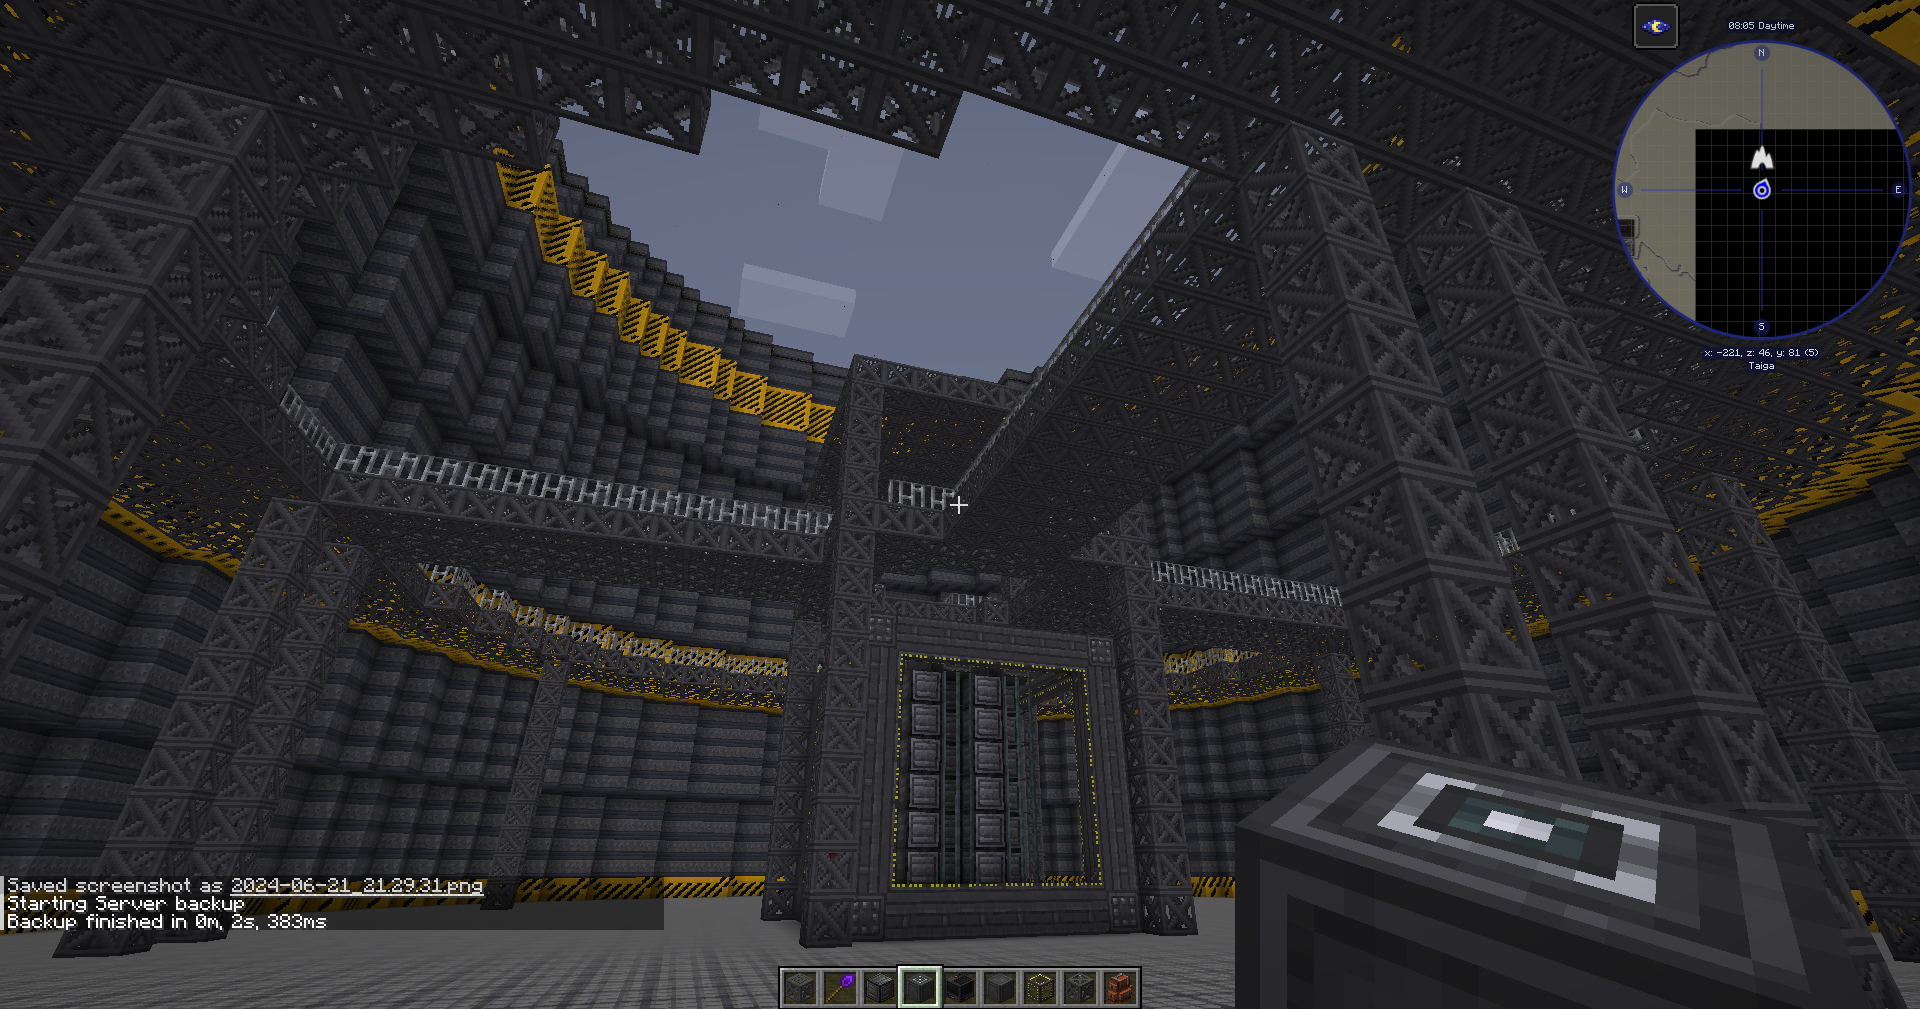 08:05 Daytime
N
W
E
S
x: -221, z: 46, y: 81 (5)
Taiga
Saved screenshot as 2024-06-21_21.29.31.png
Starting Server backup
Backup finished in 0m, 2s, 383ms